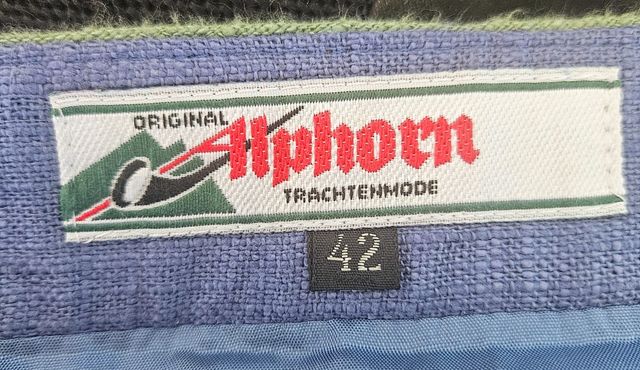 ORIGINAL
Alphorn
TRACHTENMODE
42